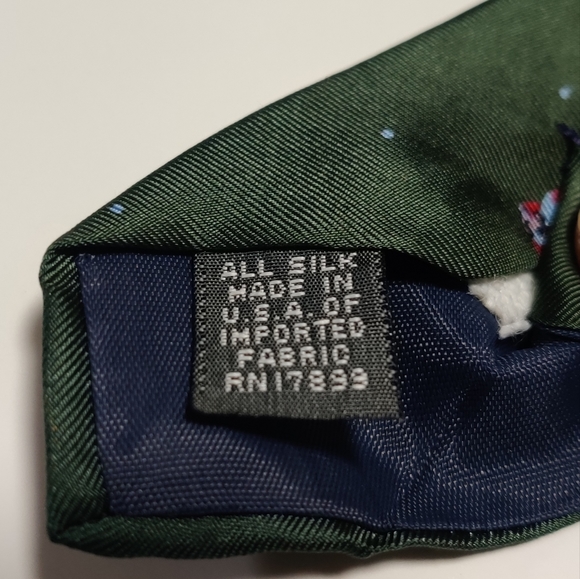 ALL SILK
MADE IN
U.S.A. OF
IMPORTED
FABRIC
RN17899